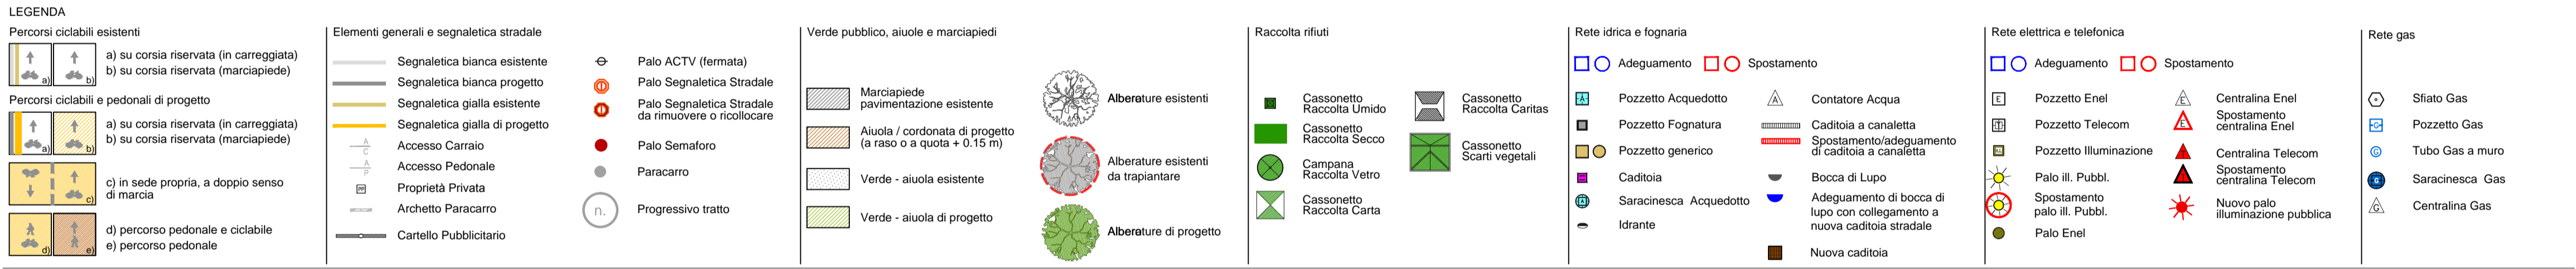 LEGENDA
Percorsi ciclabili esistenti
a)
b)
a) su corsia riservata (in carreggiata)
b) su corsia riservata (marciapiede)
Percorsi ciclabili e pedonali di progetto
a)
b)
a) su corsia riservata (in carreggiata)
b) su corsia riservata (marciapiede)
c)
c) in sede propria, a doppio senso
di marcia
d)
e)
d) percorso pedonale e ciclabile
e) percorso pedonale
Elementi generali e segnaletica stradale
Segnaletica bianca esistente
Segnaletica bianca progetto
Segnaletica gialla esistente
Segnaletica gialla di progetto
A
C
Accesso Carraio
A
P
Accesso Pedonale
PP
Proprietà Privata
Archetto Paracarro
Cartello Pubblicitario
Palo ACTV (fermata)
Palo Segnaletica Stradale
Palo Segnaletica Stradale
da rimuovere o ricollocare
Palo Semaforo
Paracarro
n.
Progressivo tratto
Verde pubblico, aiuole e marciapiedi
Marciapiede
pavimentazione esistente
Aiuola / cordonata di progetto
(a raso o a quota + 0.15 m)
Verde - aiuola esistente
Verde - aiuola di progetto
Alberature esistenti
Alberature esistenti
da trapiantare
Alberature di progetto
Raccolta rifiuti
Cassonetto
Raccolta Umido
Cassonetto
Raccolta Secco
Campana
Raccolta Vetro
Cassonetto
Raccolta Carta
Cassonetto
Raccolta Caritas
Cassonetto
Scarti vegetali
Rete idrica e fognaria
Adeguamento
Spostamento
A
Pozzetto Acquedotto
Pozzetto Fognatura
Pozzetto generico
Caditoia
Saracinesca Acquedotto
Idrante
A
Contatore Acqua
Caditoia a canaletta
Spostamento/adeguamento
di caditoia a canaletta
Bocca di Lupo
Adeguamento di bocca di
lupo con collegamento a
nuova caditoia stradale
Nuova caditoia
Rete elettrica e telefonica
Adeguamento
Spostamento
E
Pozzetto Enel
Pozzetto Telecom
Pozzetto Illuminazione
Palo ill. Pubbl.
Spostamento
palo ill. Pubbl.
Palo Enel
E
Centralina Enel
E
Spostamento
centralina Enel
Centralina Telecom
Spostamento
centralina Telecom
Nuovo palo
illuminazione pubblica
Rete gas
Sfiato Gas
G
Pozzetto Gas
G
Tubo Gas a muro
G
Saracinesca Gas
G
Centralina Gas